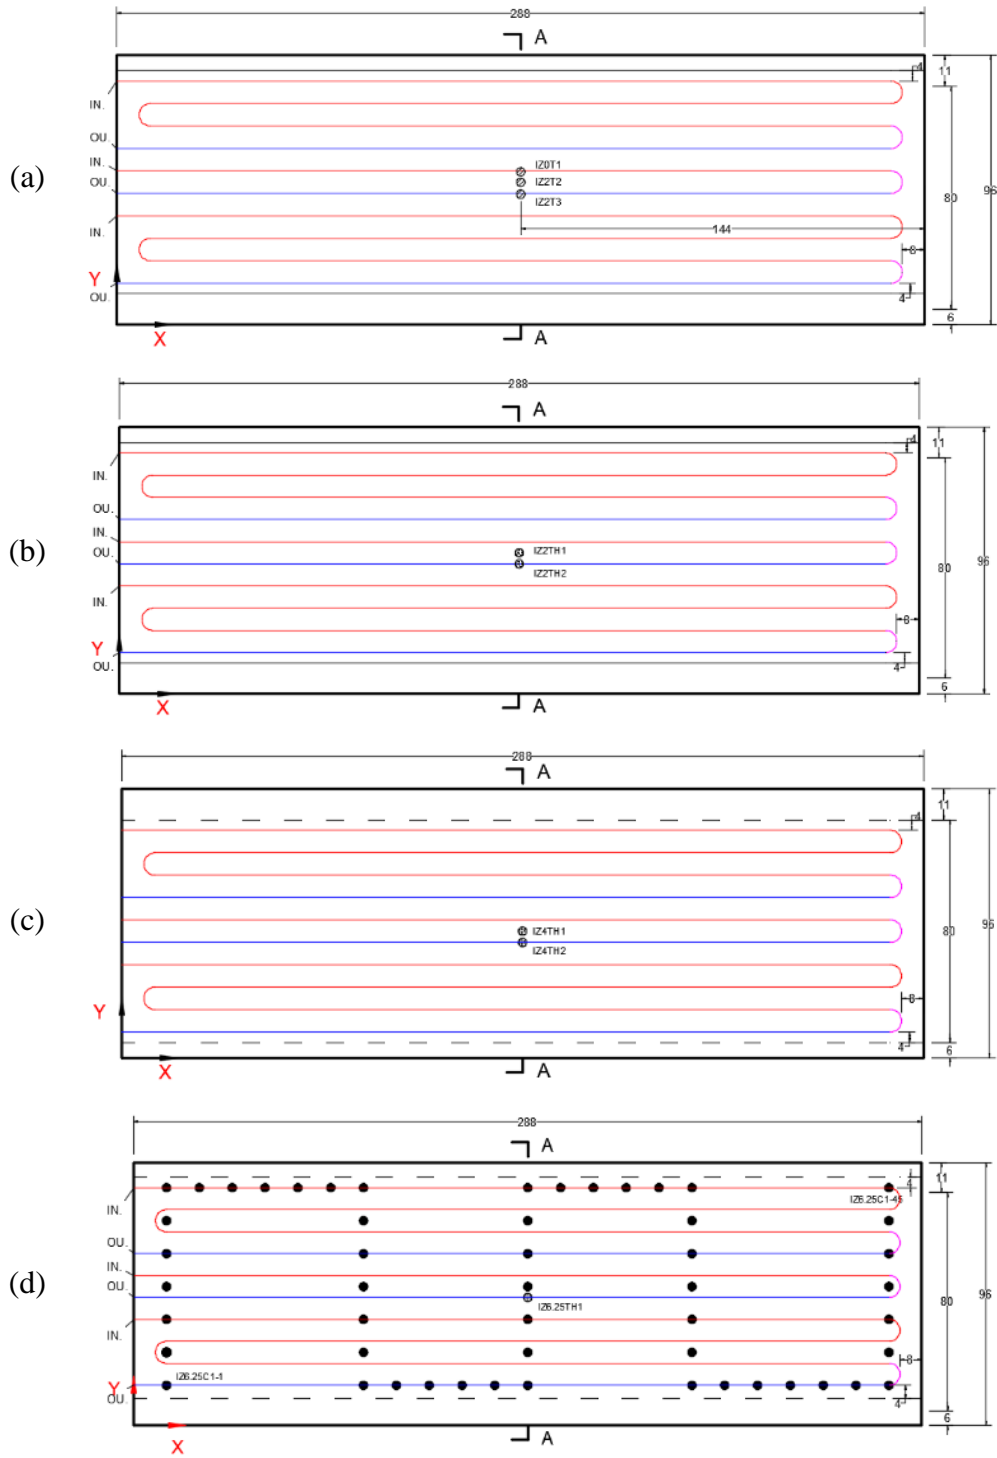 (a)
288
A
4
11
IN.
OU.
IN.
OU.
IZ0T1
IZ2T2
IZ2T3
80
96
144
IN.
8
Y
OU.
4
6
X
A
(b)
288
A
4
11
IN.
OU.
IN.
OU.
IZ2TH1
IZ2TH2
80
96
IN.
8
Y
OU.
4
6
X
A
(c)
288
A
4
11
IZ4TH1
IZ4TH2
80
96
8
Y
4
6
X
A
(d)
288
A
4
11
IZ6.25C1-45
IN.
OU.
IN.
OU.
IZ6.25TH1
80
96
IN.
8
IZ6.25C1-1
Y
OU.
4
6
X
A